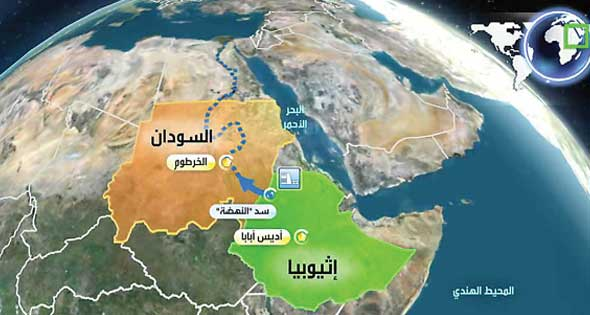 البحر
الأحمر
السودان
الخرطوم
سد "النهضة"
أديس أبابا
إثيوبيا
المحيط الهندي